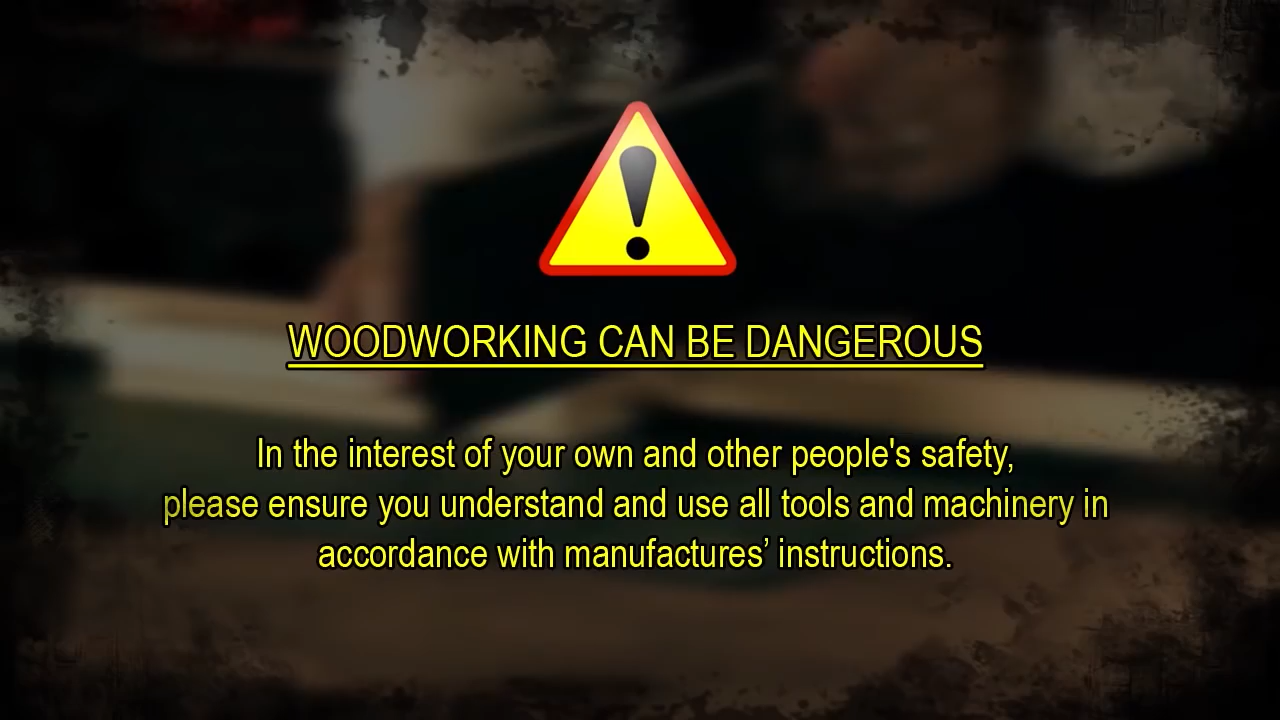 WOODWORKING CAN BE DANGEROUS
In the interest of your own and other people's safety,
please ensure you understand and use all tools and machinery in
accordance with manufactures’ instructions.